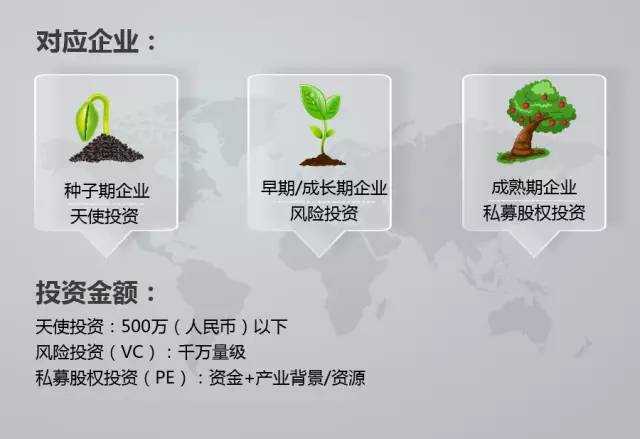 对应企业：
种子期企业
天使投资
早期/成长期企业
风险投资
成熟期企业
私募股权投资
投资金额：
天使投资：500万（人民币）以下
风险投资（VC）：千万量级
私募股权投资（PE）：资金+产业背景/资源